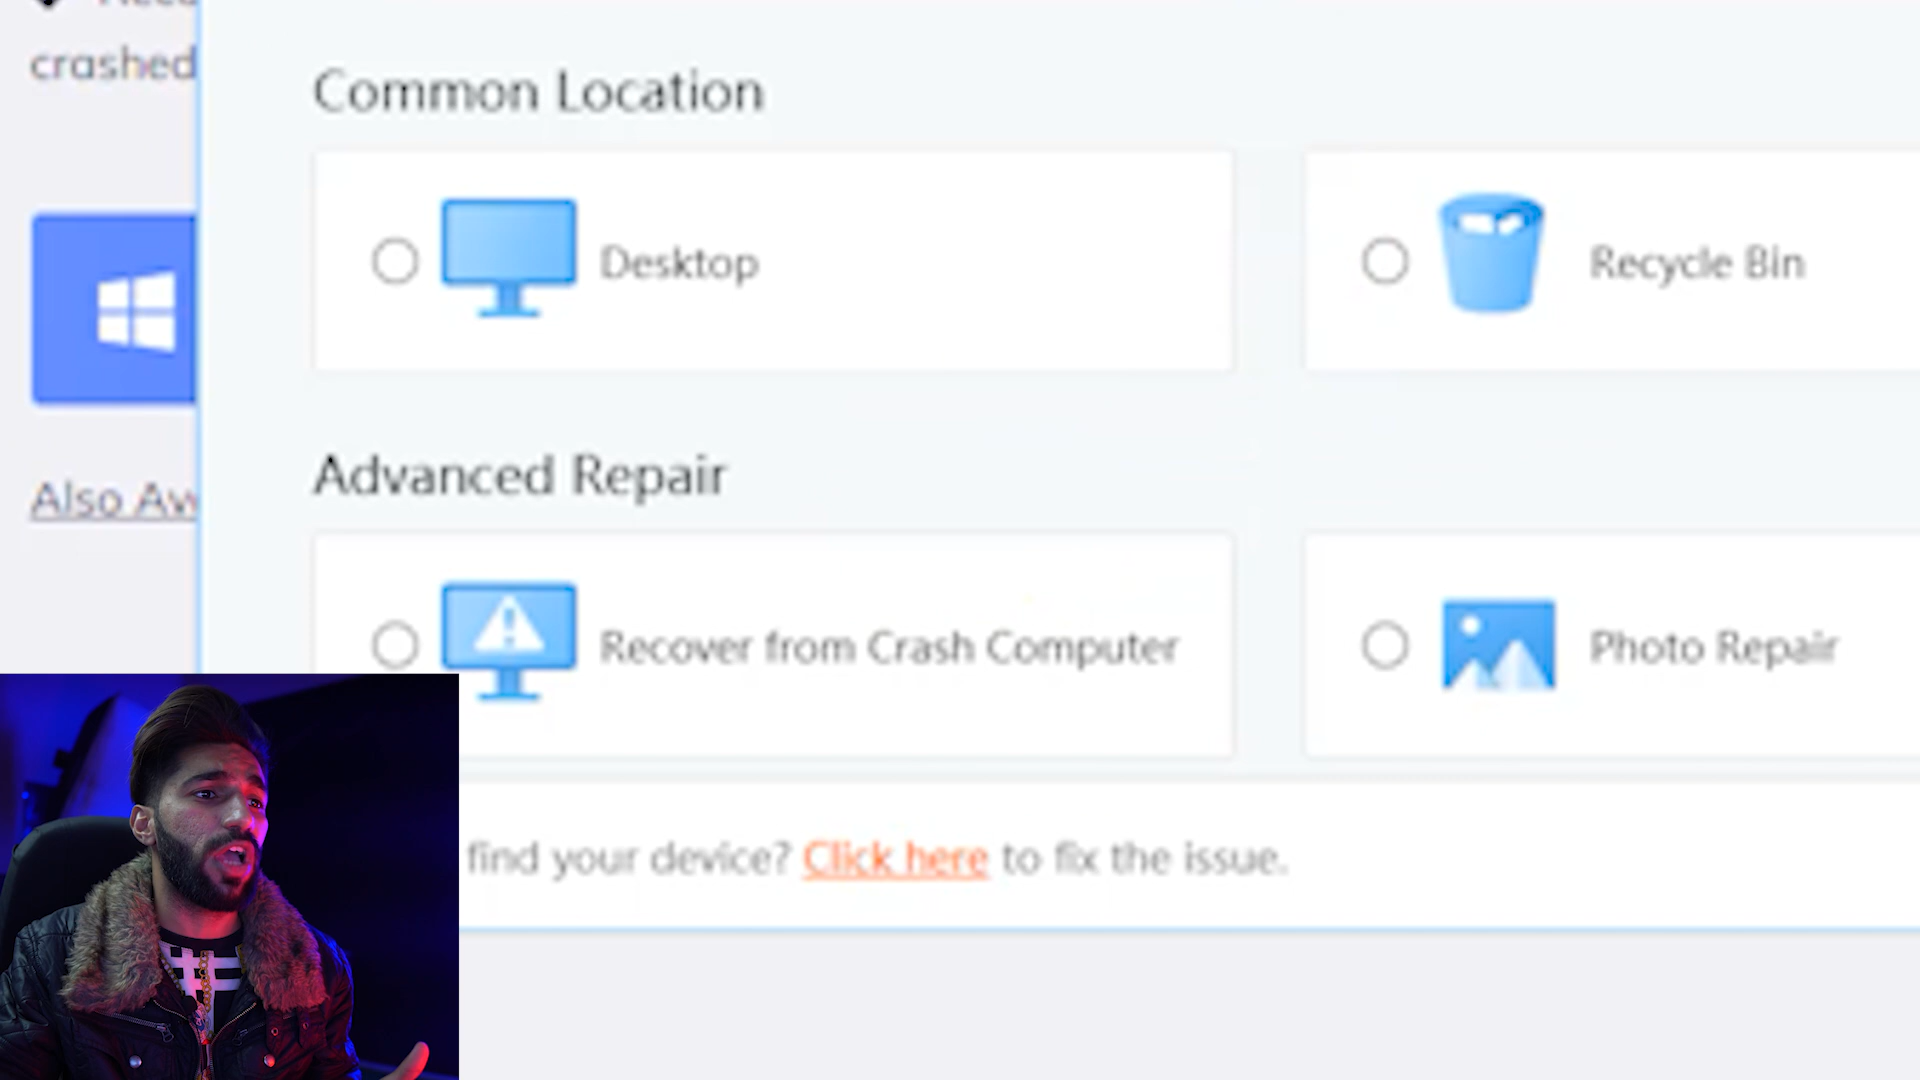 crashed
Common Location
Desktop
Recycle Bin
Also
Advanced Repair
Recover from Crash Computer
Photo Repair
find your device? Click here to fix the issue.